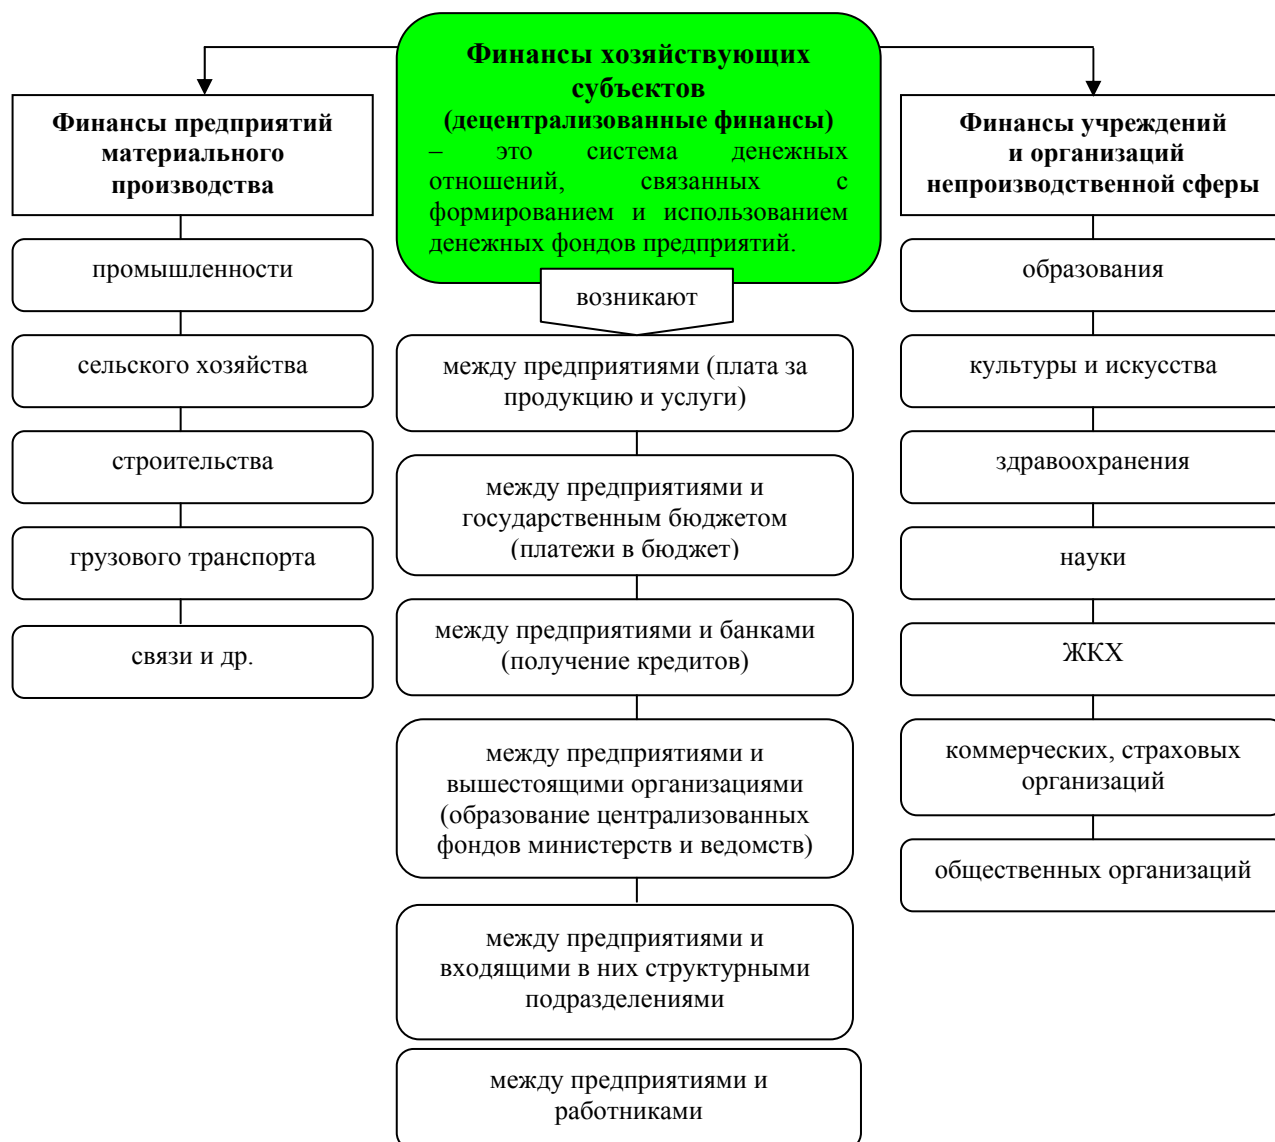 Финансы хозяйствующих
субъектов
(децентрализованные финансы)
– это система денежных
отношений, связанных с
формированием и использованием
денежных фондов предприятий.
Финансы предприятий
материального
производства
промышленности
сельского хозяйства
строительства
грузового транспорта
связи и др.
возникают
между предприятиями (плата за
продукцию и услуги)
между предприятиями и
государственным бюджетом
(платежи в бюджет)
между предприятиями и банками
(получение кредитов)
между предприятиями и
вышестоящими организациями
(образование централизованных
фондов министерств и ведомств)
между предприятиями и
входящими в них структурными
подразделениями
между предприятиями и
работниками
Финансы учреждений
и организаций
непроизводственной сферы
образования
культуры и искусства
здравоохранения
науки
ЖКХ
коммерческих, страховых
организаций
общественных организаций